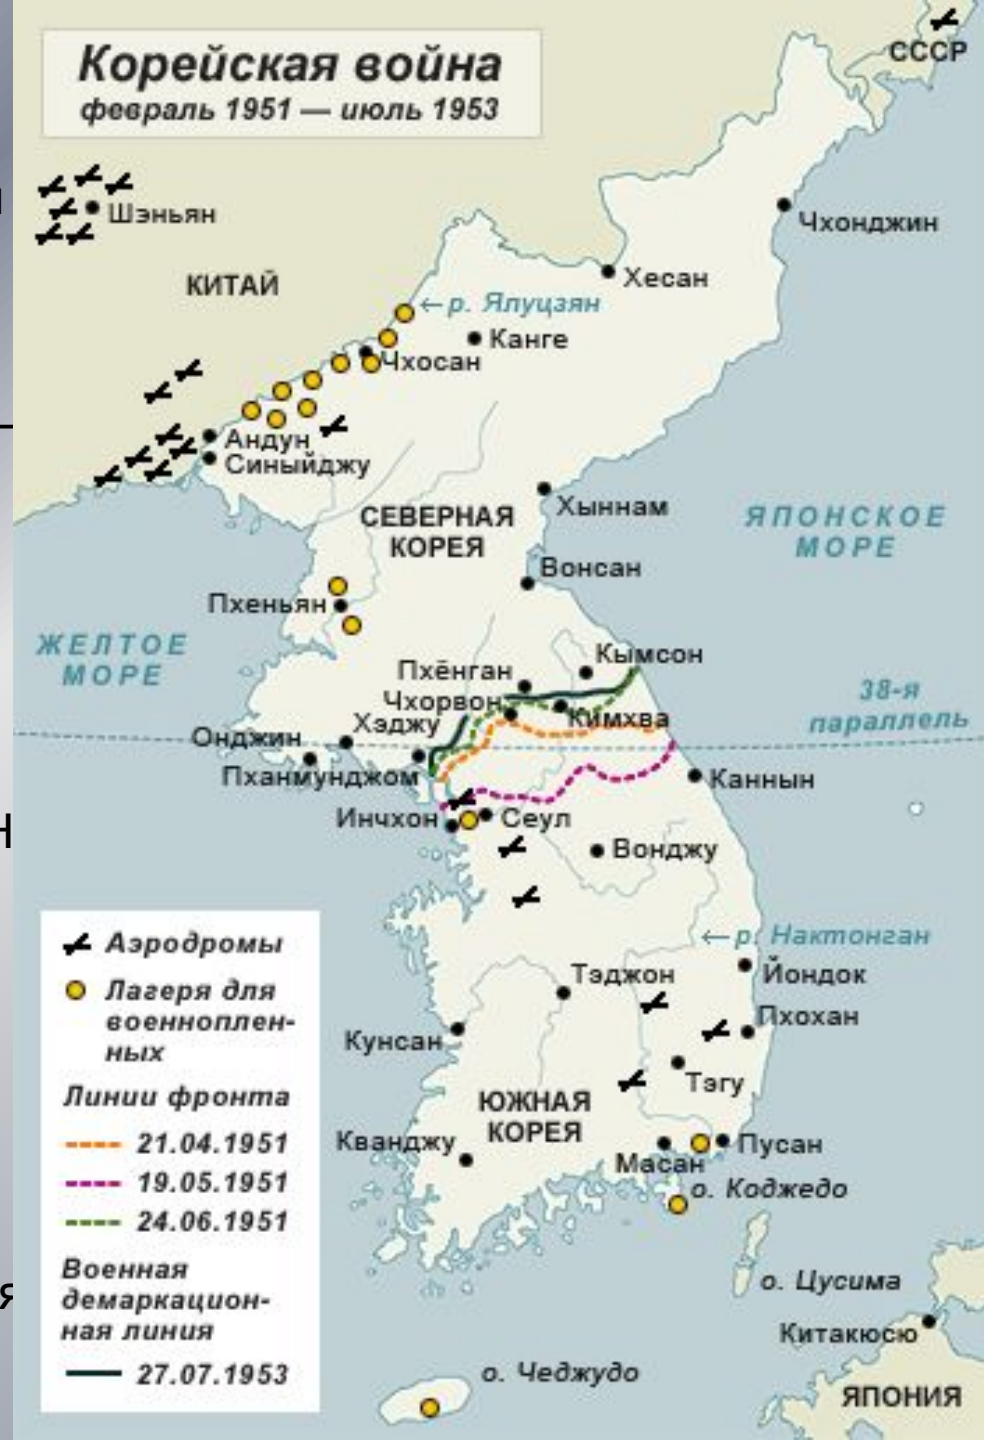 Корейская война
февраль 1951 — июль 1953
СССР
Шэньян
Чхонджин
КИТАЙ
Хесан
← р. Ялуцзян
Канге
Чхосан
Андун
Синыйджу
Хыннам
СЕВЕРНАЯ
КОРЕЯ
ЯПОНСКОЕ
МОРЕ
Вонсан
Пхеньян
ЖЕЛТОЕ
МОРЕ
Кымсон
Пхёнган
38-я
параллель
Чхорвон
Кимхва
Хэджу
Онджин
Пханмунджом
Каннын
Инчхон
Сеул
Вонджу
← р. Нактонган
Йондок
Тэджон
Пхохан
Кунсан
Тэгу
ЮЖНАЯ
КОРЕЯ
Кванджу
Пусан
Масан
о. Коджедо
о. Цусима
Китакюсю
о. Чеджудо
ЯПОНИЯ
Аэродромы
Лагеря для
военноплен-
ных
Линии фронта
21.04.1951
19.05.1951
24.06.1951
Военная
демаркацион-
ная линия
27.07.1953